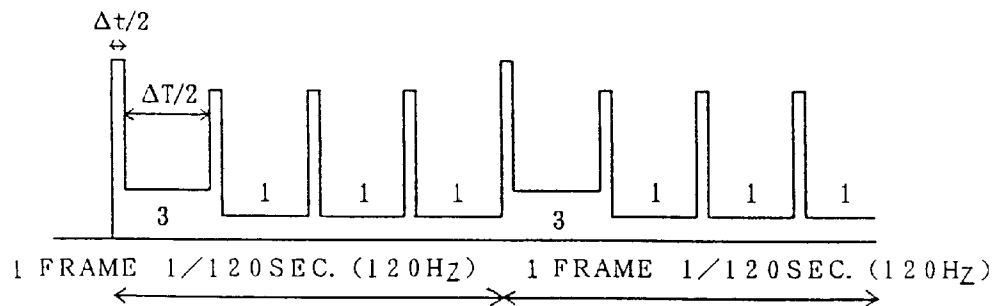 Δt/2
ΔT/2
3 1 1 1 3 1 1 1
1 FRAME 1/120SEC. (120HZ) 1 FRAME 1/120SEC. (120HZ)